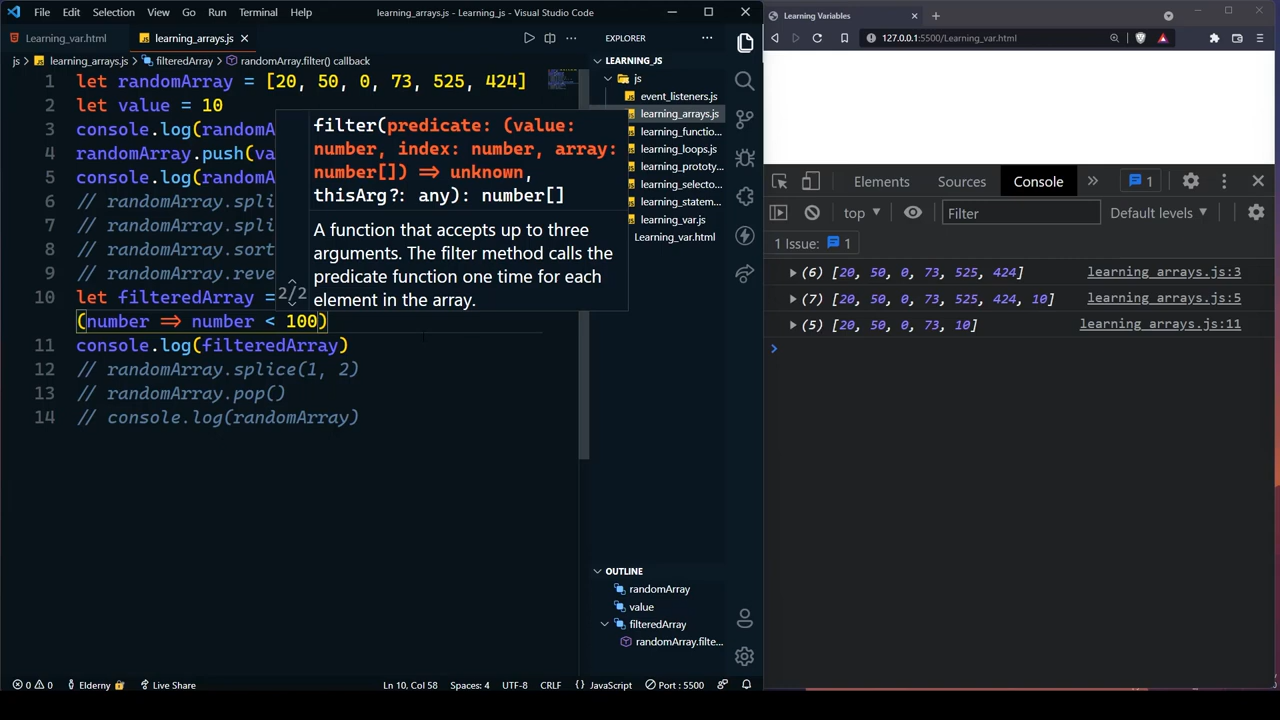 File Edit Selection View Go Run Terminal Help
learning_arrays.js - Learning_js - Visual Studio Code
Learning_var.html
learning_arrays.js
js > learning_arrays.js > filteredArray > randomArray.filter() callback
1 let randomArray = [20, 50, 0, 73, 525, 424]
2 let value = 10
3 console.log(randomA
4 randomArray.push(va
5 console.log(randomA
6 // randomArray.spli
7 // randomArray.spli
8 // randomArray.sort
9 // randomArray.reve
10 let filteredArray =
(number => number < 100)
11 console.log(filteredArray)
12 // randomArray.splice(1, 2)
13 // randomArray.pop()
14 // console.log(randomArray)
filter(predicate: (value:
number, index: number, array:
number[]) => unknown,
thisArg?: any): number[]
2/2
A function that accepts up to three
arguments. The filter method calls the
predicate function one time for each
element in the array.
EXPLORER
LEARNING_JS
js
event_listeners.js
learning_arrays.js
learning_functio...
learning_loops.js
learning_prototy...
learning_selecto...
learning_statem...
learning_var.js
Learning_var.html
OUTLINE
randomArray
value
filteredArray
randomArray.filte...
0 0 Elderny Live Share
Ln 10, Col 58 Spaces: 4 UTF-8 CRLF {} JavaScript Port : 5500
Learning Variables
127.0.0.1:5500/Learning_var.html
Elements Sources Console 1
top Filter Default levels
1 Issue: 1
(6) [20, 50, 0, 73, 525, 424] learning_arrays.js:3
(7) [20, 50, 0, 73, 525, 424, 10] learning_arrays.js:5
(5) [20, 50, 0, 73, 10] learning_arrays.js:11